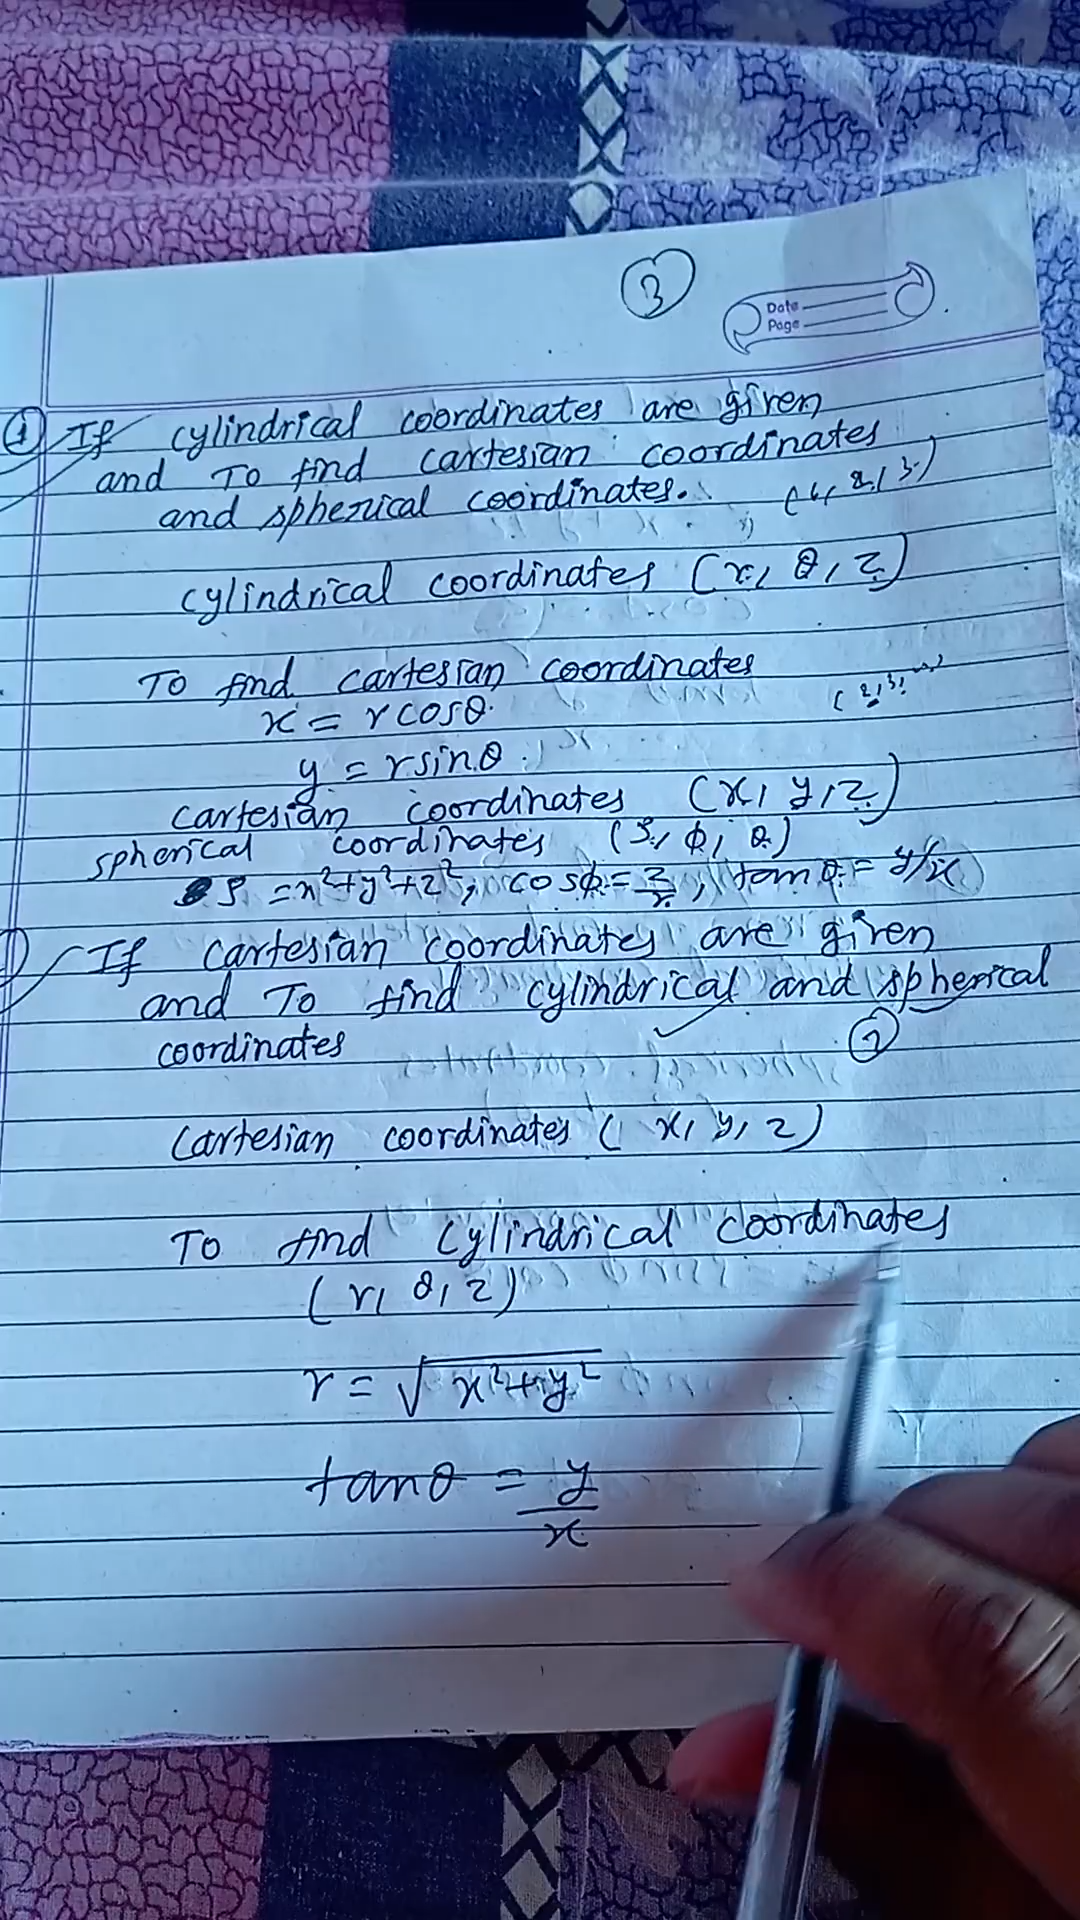 3
Date
Page
1 If cylindrical coordinates are given
and To find cartesian coordinates
and spherical coordinates.
cylindrical coordinates (r, θ, z)
To find cartesian coordinates
x = r cosθ
y = r sinθ
cartesian coordinates (x, y, z)
spherical coordinates (ρ, φ, θ)
ρ = x²+y²+z², cosφ = z/r, tanθ = y/x
If cartesian coordinates are given
and To find cylindrical and spherical
coordinates
2
cartesian coordinates (x, y, z)
To find cylindrical coordinates
(r, θ, z)
r = √x²+y²
tanθ = y/x